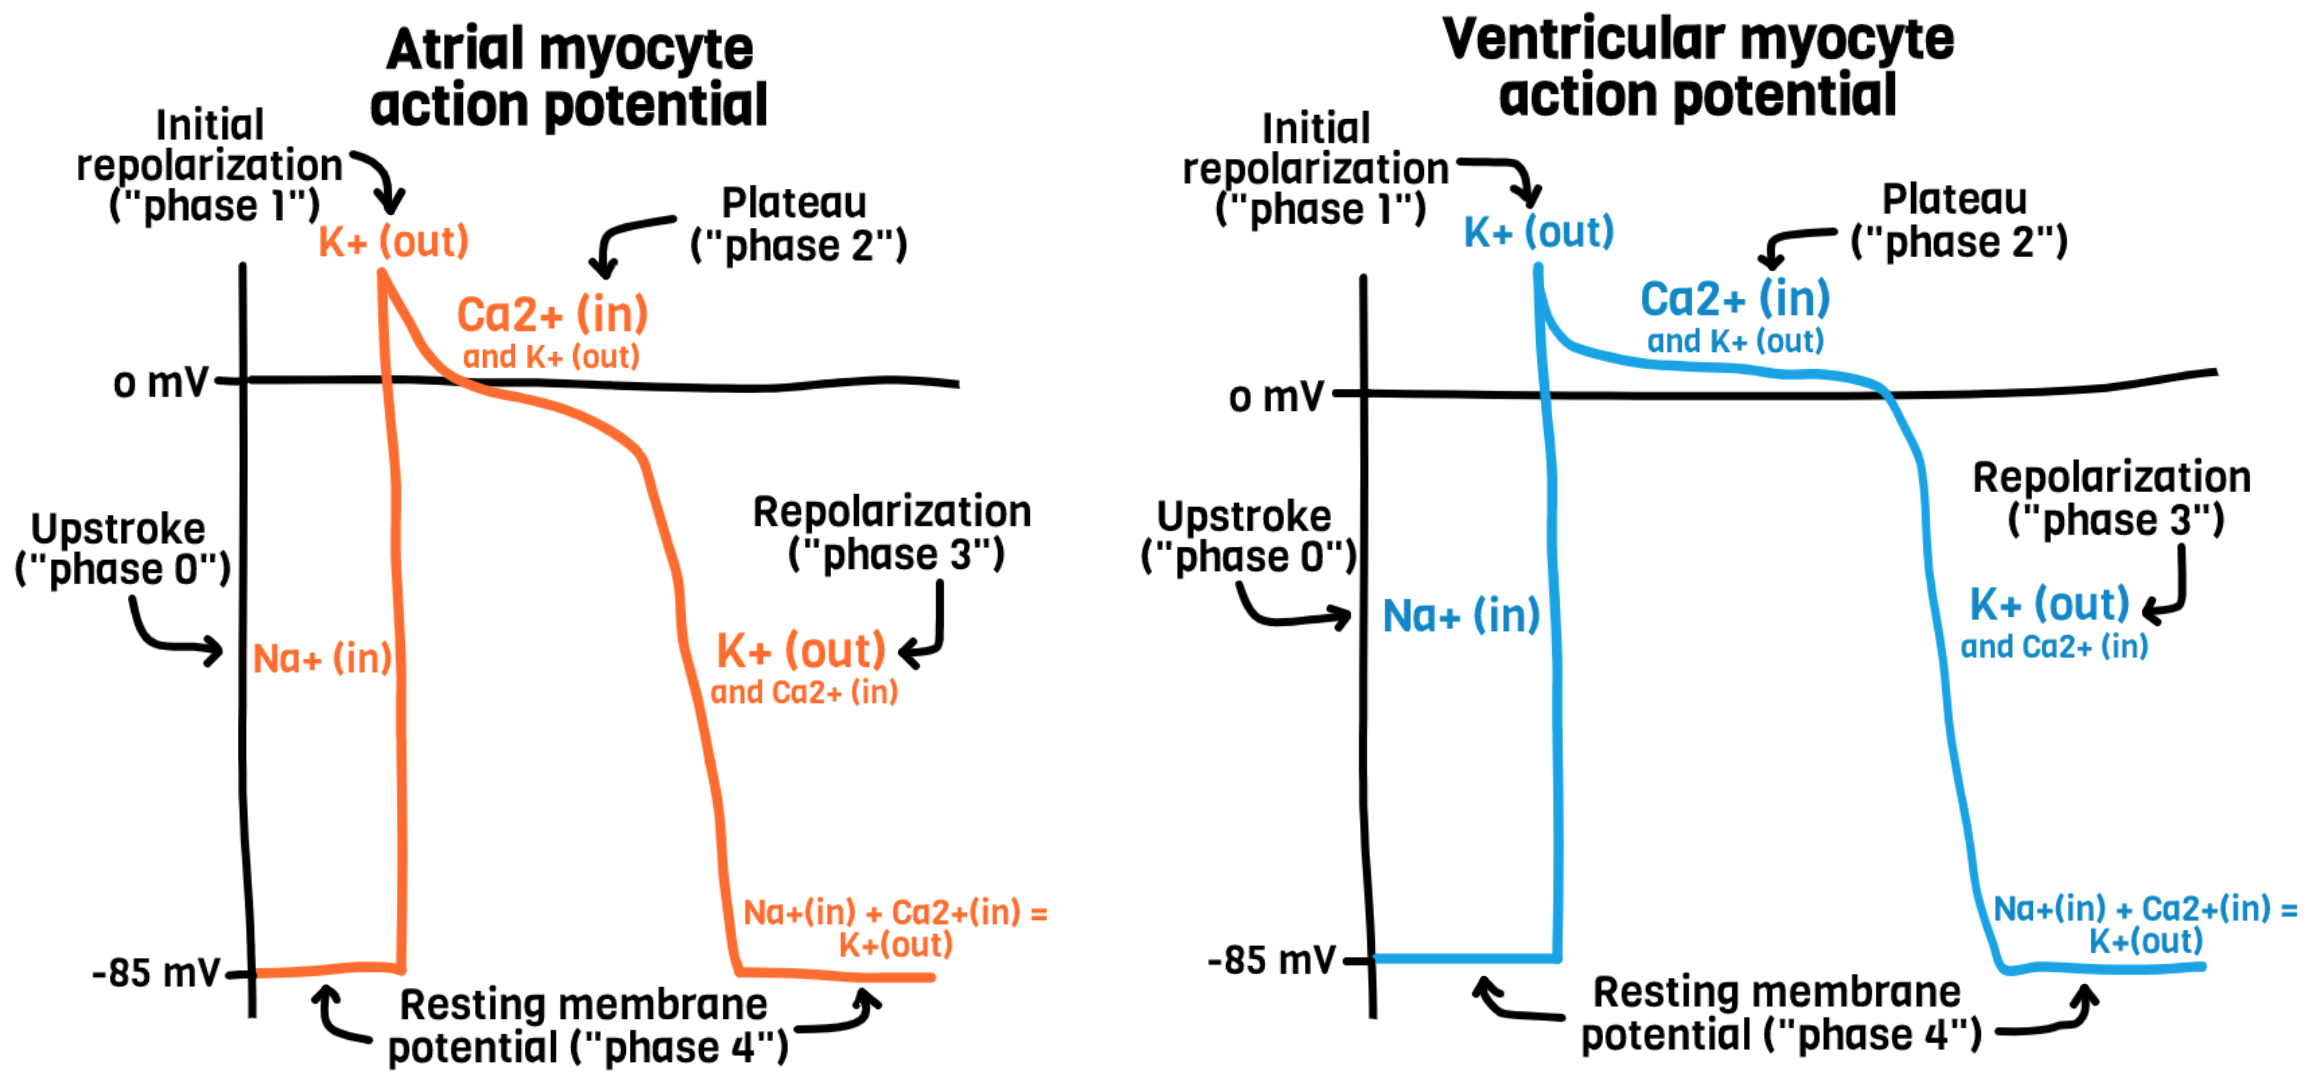 Atrial myocyte
action potential
Initial
repolarization
("phase 1")
K+ (out)
Plateau
("phase 2")
Ca2+ (in)
and K+ (out)
o mV
Upstroke
("phase 0")
Na+ (in)
Repolarization
("phase 3")
K+ (out)
and Ca2+ (in)
Na+(in) + Ca2+(in) =
K+(out)
-85 mV
Resting membrane
potential ("phase 4")
Ventricular myocyte
action potential
Initial
repolarization
("phase 1")
K+ (out)
Plateau
("phase 2")
Ca2+ (in)
and K+ (out)
o mV
Upstroke
("phase 0")
Na+ (in)
Repolarization
("phase 3")
K+ (out)
and Ca2+ (in)
Na+(in) + Ca2+(in) =
K+(out)
-85 mV
Resting membrane
potential ("phase 4")